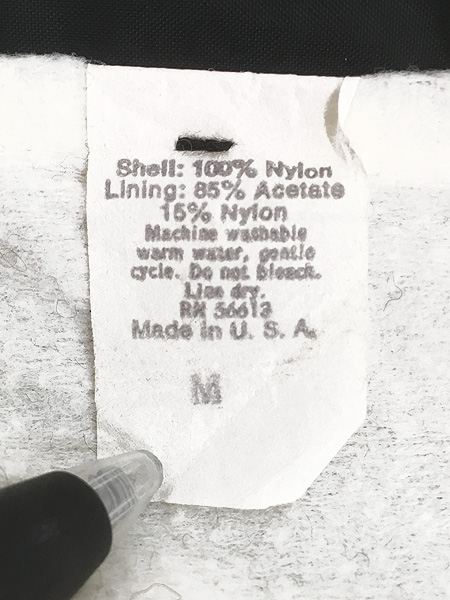 Shell: 100% Nylon
Lining: 85% Acetate
15% Nylon
Machine washable
warm water, gentle
cycle. Do not bleach.
Line dry.
RN 56613
Made in U. S. A.
M